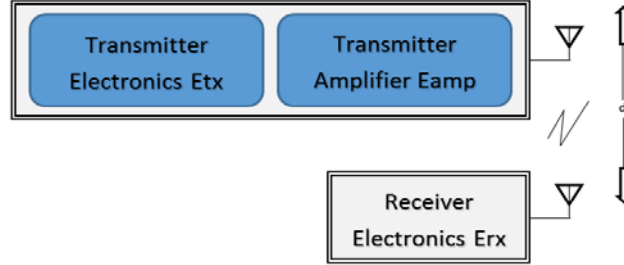 Transmitter
Electronics Etx
Transmitter
Amplifier Eamp
Receiver
Electronics Erx